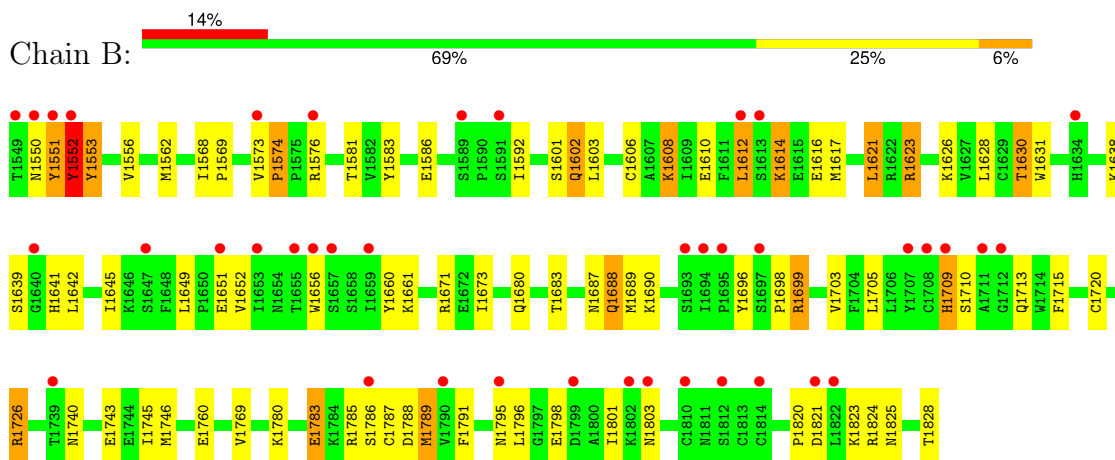 14%
Chain B:
69% 25% 6%
T1549 N1550 Y1551 Y1552 Y1553 V1556 M1562 I1568 P1569 V1573 P1574 P1575 R1576 T1581 V1582 I1583 E1586 S1589 P1590 S1591 I1592 S1601 Q1602 L1603 C1606 A1607 K1608 I1609 E1610 F1611 L1612 S1613 K1614 E1615 E1616 M1617 L1621 R1622 R1623 K1626 V1627 L1628 C1629 T1630 W1631 H1634 K1638
S1639 G1640 H1641 L1642 I1645 K1646 S1647 F1648 L1649 P1650 E1651 V1652 I1653 N1654 T1655 W1656 S1657 S1658 I1659 Y1660 K1661 R1671 E1672 I1673 Q1680 T1683 N1687 Q1688 M1689 K1690 S1693 I1694 P1695 Y1696 S1697 P1698 R1699 V1703 F1704 L1705 L1706 Y1707 C1708 H1709 S1710 A1711 G1712 Q1713 W1714 F1715 C1720
R1726 T1739 N1740 E1743 E1744 I1745 M1746 E1760 V1769 K1780 E1783 K1784 R1785 S1786 C1787 D1788 M1789 V1790 F1791 N1795 L1796 G1797 E1798 D1799 A1800 I1801 K1802 N1803 C1810 N1811 S1812 C1813 C1814 P1820 D1821 L1822 K1823 R1824 N1825 T1828